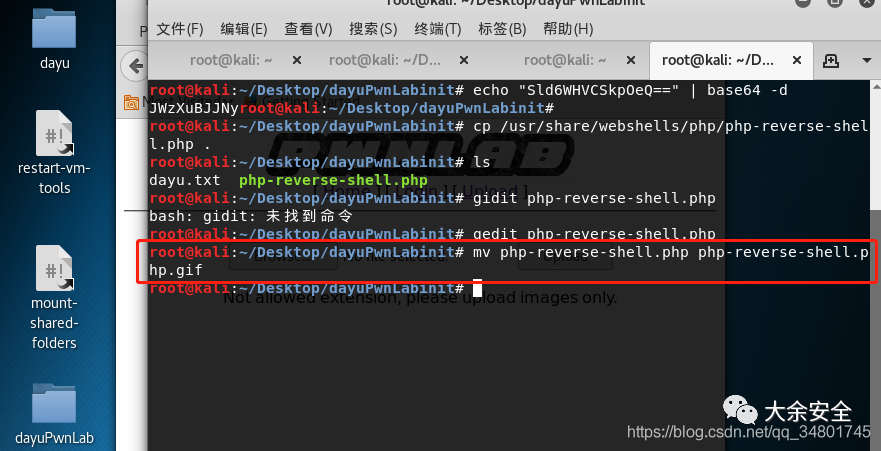 root@kali: ~/Desktop/dayuPwnLabinit
文件(F) 编辑(E) 查看(V) 搜索(S) 终端(T) 标签(B) 帮助(H)
root@kali: ~ × root@kali: ~/D... × root@kali: ~ × root@kali: ~/D... ×
root@kali:~/Desktop/dayuPwnLabinit# echo "Sld6WHVCSkpOeQ==" | base64 -d
JWzXuBJJNyroot@kali:~/Desktop/dayuPwnLabinit#
root@kali:~/Desktop/dayuPwnLabinit# cp /usr/share/webshells/php/php-reverse-shel
l.php .
root@kali:~/Desktop/dayuPwnLabinit# ls
dayu.txt php-reverse-shell.php
root@kali:~/Desktop/dayuPwnLabinit# gidit php-reverse-shell.php
bash: gidit: 未找到命令
root@kali:~/Desktop/dayuPwnLabinit# gedit php-reverse-shell.php
root@kali:~/Desktop/dayuPwnLabinit# mv php-reverse-shell.php php-reverse-shell.p
hp.gif
root@kali:~/Desktop/dayuPwnLabinit#
PWNLAB
Not allowed extension, please upload images only.
dayu
restart-vm-
tools
mount-
shared-
folders
dayuPwnLab
大余安全
https://blog.csdn.net/qq_34801745